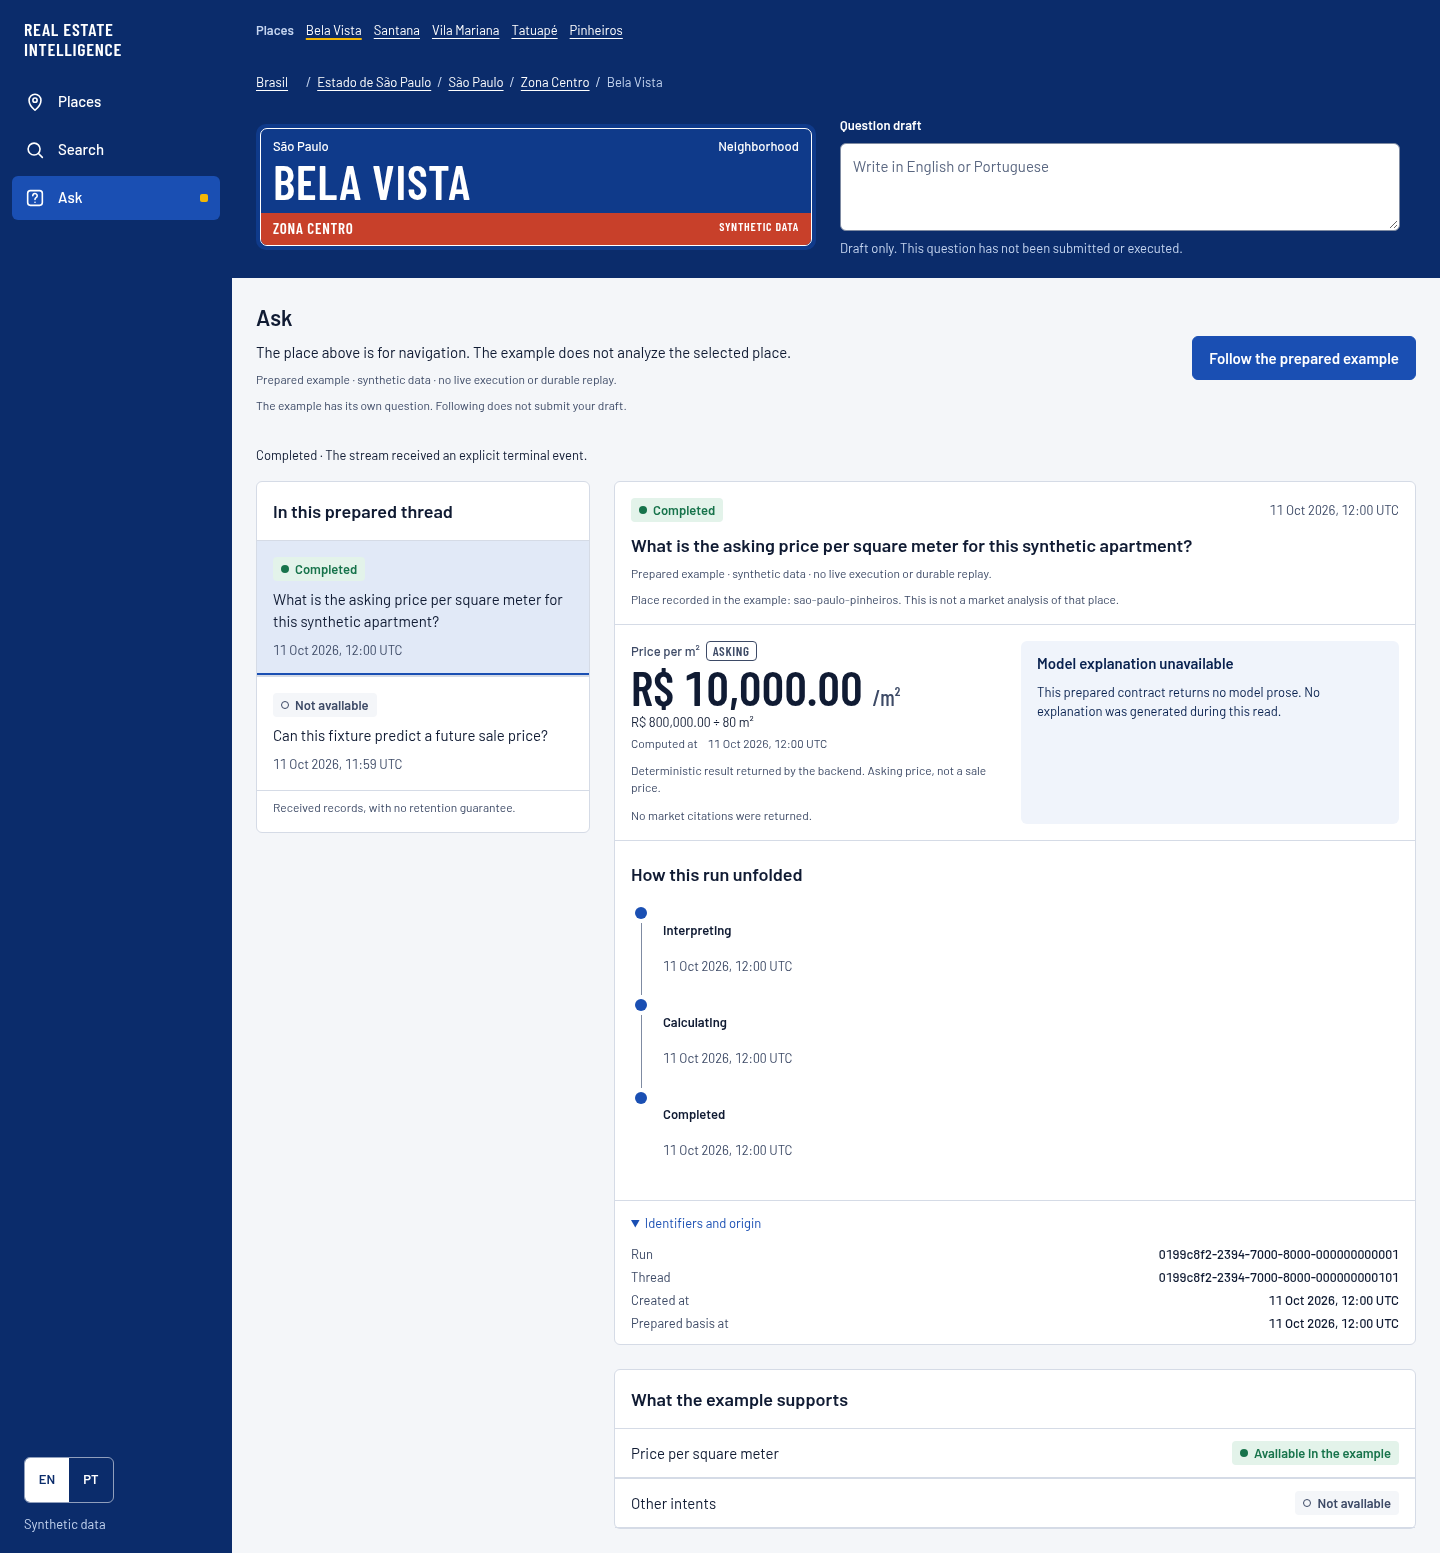 REAL ESTATE
INTELLIGENCE
Places
Search
Ask
EN
PT
Synthetic data
Places Bela Vista Santana Vila Mariana Tatuapé Pinheiros
Brasil / Estado de São Paulo / São Paulo / Zona Centro / Bela Vista
São Paulo
Neighborhood
BELA VISTA
ZONA CENTRO
SYNTHETIC DATA
Question draft
Write in English or Portuguese
Draft only. This question has not been submitted or executed.
Ask
The place above is for navigation. The example does not analyze the selected place.
Prepared example · synthetic data · no live execution or durable replay.
The example has its own question. Following does not submit your draft.
Follow the prepared example
Completed · The stream received an explicit terminal event.
In this prepared thread
Completed
What is the asking price per square meter for
this synthetic apartment?
11 Oct 2026, 12:00 UTC
Not available
Can this fixture predict a future sale price?
11 Oct 2026, 11:59 UTC
Received records, with no retention guarantee.
Completed
11 Oct 2026, 12:00 UTC
What is the asking price per square meter for this synthetic apartment?
Prepared example · synthetic data · no live execution or durable replay.
Place recorded in the example: sao-paulo-pinheiros. This is not a market analysis of that place.
Price per m² ASKING
R$ 10,000.00 /m²
R$ 800,000.00 ÷ 80 m²
Computed at 11 Oct 2026, 12:00 UTC
Deterministic result returned by the backend. Asking price, not a sale
price.
No market citations were returned.
Model explanation unavailable
This prepared contract returns no model prose. No
explanation was generated during this read.
How this run unfolded
Interpreting
11 Oct 2026, 12:00 UTC
Calculating
11 Oct 2026, 12:00 UTC
Completed
11 Oct 2026, 12:00 UTC
Identifiers and origin
Run 0199c8f2-2394-7000-8000-000000000001
Thread 0199c8f2-2394-7000-8000-000000000101
Created at 11 Oct 2026, 12:00 UTC
Prepared basis at 11 Oct 2026, 12:00 UTC
What the example supports
Price per square meter Available in the example
Other intents Not available